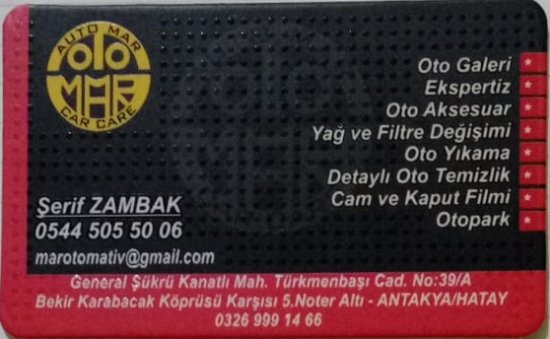 AUTO MAR
OTO
MAR
CAR CARE
Oto Galeri *
Ekspertiz *
Oto Aksesuar *
Yağ ve Filtre Değişimi *
Oto Yıkama *
Detaylı Oto Temizlik *
Cam ve Kaput Filmi *
Otopark *
Şerif ZAMBAK
0544 505 50 06
marotomativ@gmail.com
General Şükrü Kanatlı Mah. Türkmenbaşı Cad. No:39/A
Bekir Karabacak Köprüsü Karşısı 5.Noter Altı - ANTAKYA/HATAY
0326 999 14 66